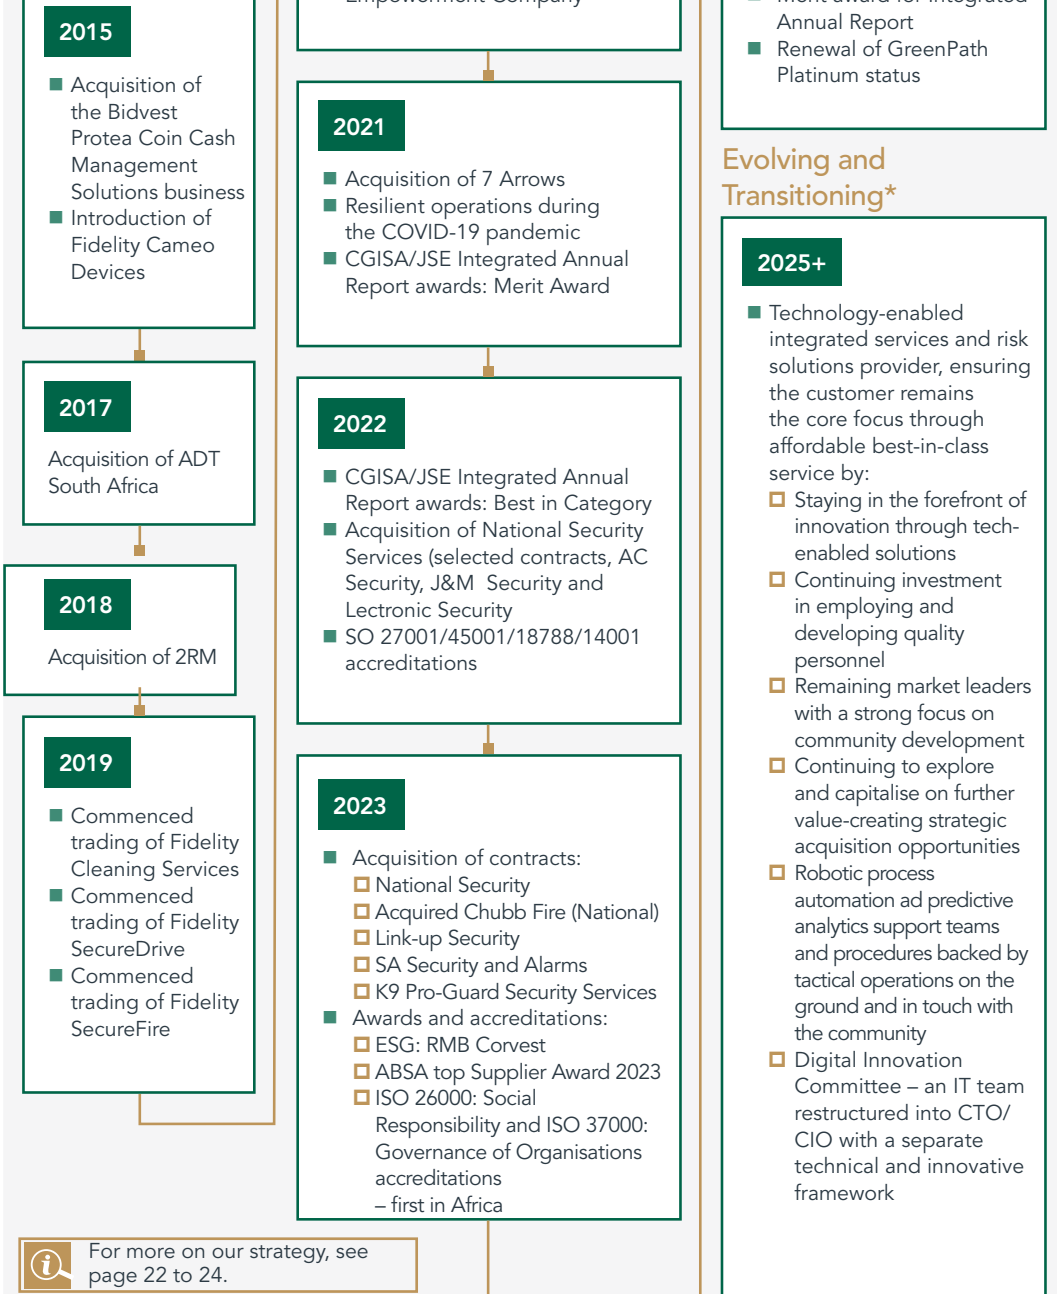 2015
Acquisition of
the Bidvest
Protea Coin Cash
Management
Solutions business
Introduction of
Fidelity Cameo
Devices
2017
Acquisition of ADT
South Africa
2018
Acquisition of 2RM
2019
Commenced
trading of Fidelity
Cleaning Services
Commenced
trading of Fidelity
SecureDrive
Commenced
trading of Fidelity
SecureFire
Empowerment Company
2021
Acquisition of 7 Arrows
Resilient operations during
the COVID-19 pandemic
CGISA/JSE Integrated Annual
Report awards: Merit Award
2022
CGISA/JSE Integrated Annual
Report awards: Best in Category
Acquisition of National Security
Services (selected contracts, AC
Security, J&M Security and
Lectronic Security
SO 27001/45001/18788/14001
accreditations
2023
Acquisition of contracts:
National Security
Acquired Chubb Fire (National)
Link-up Security
SA Security and Alarms
K9 Pro-Guard Security Services
Awards and accreditations:
ESG: RMB Corvest
ABSA top Supplier Award 2023
ISO 26000: Social
Responsibility and ISO 37000:
Governance of Organisations
accreditations
– first in Africa
Merit award for Integrated
Annual Report
Renewal of GreenPath
Platinum status
Evolving and
Transitioning*
2025+
Technology-enabled
integrated services and risk
solutions provider, ensuring
the customer remains
the core focus through
affordable best-in-class
service by:
Staying in the forefront of
innovation through tech-
enabled solutions
Continuing investment
in employing and
developing quality
personnel
Remaining market leaders
with a strong focus on
community development
Continuing to explore
and capitalise on further
value-creating strategic
acquisition opportunities
Robotic process
automation ad predictive
analytics support teams
and procedures backed by
tactical operations on the
ground and in touch with
the community
Digital Innovation
Committee – an IT team
restructured into CTO/
CIO with a separate
technical and innovative
framework
For more on our strategy, see
page 22 to 24.